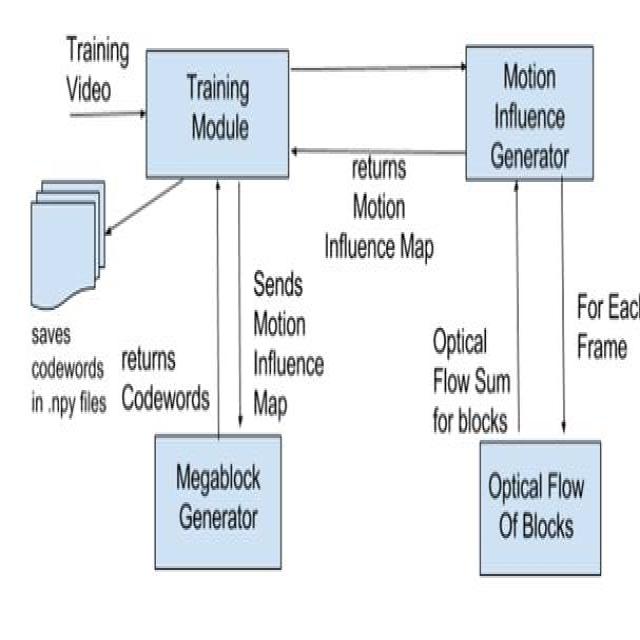 Training
Video
Training
Module
Motion
Influence
Generator
returns
Motion
Influence Map
Sends
Motion
Influence
Map
saves
codewords
in .npy files
returns
Codewords
Optical
Flow Sum
for blocks
For Eac
Frame
Megablock
Generator
Optical Flow
Of Blocks